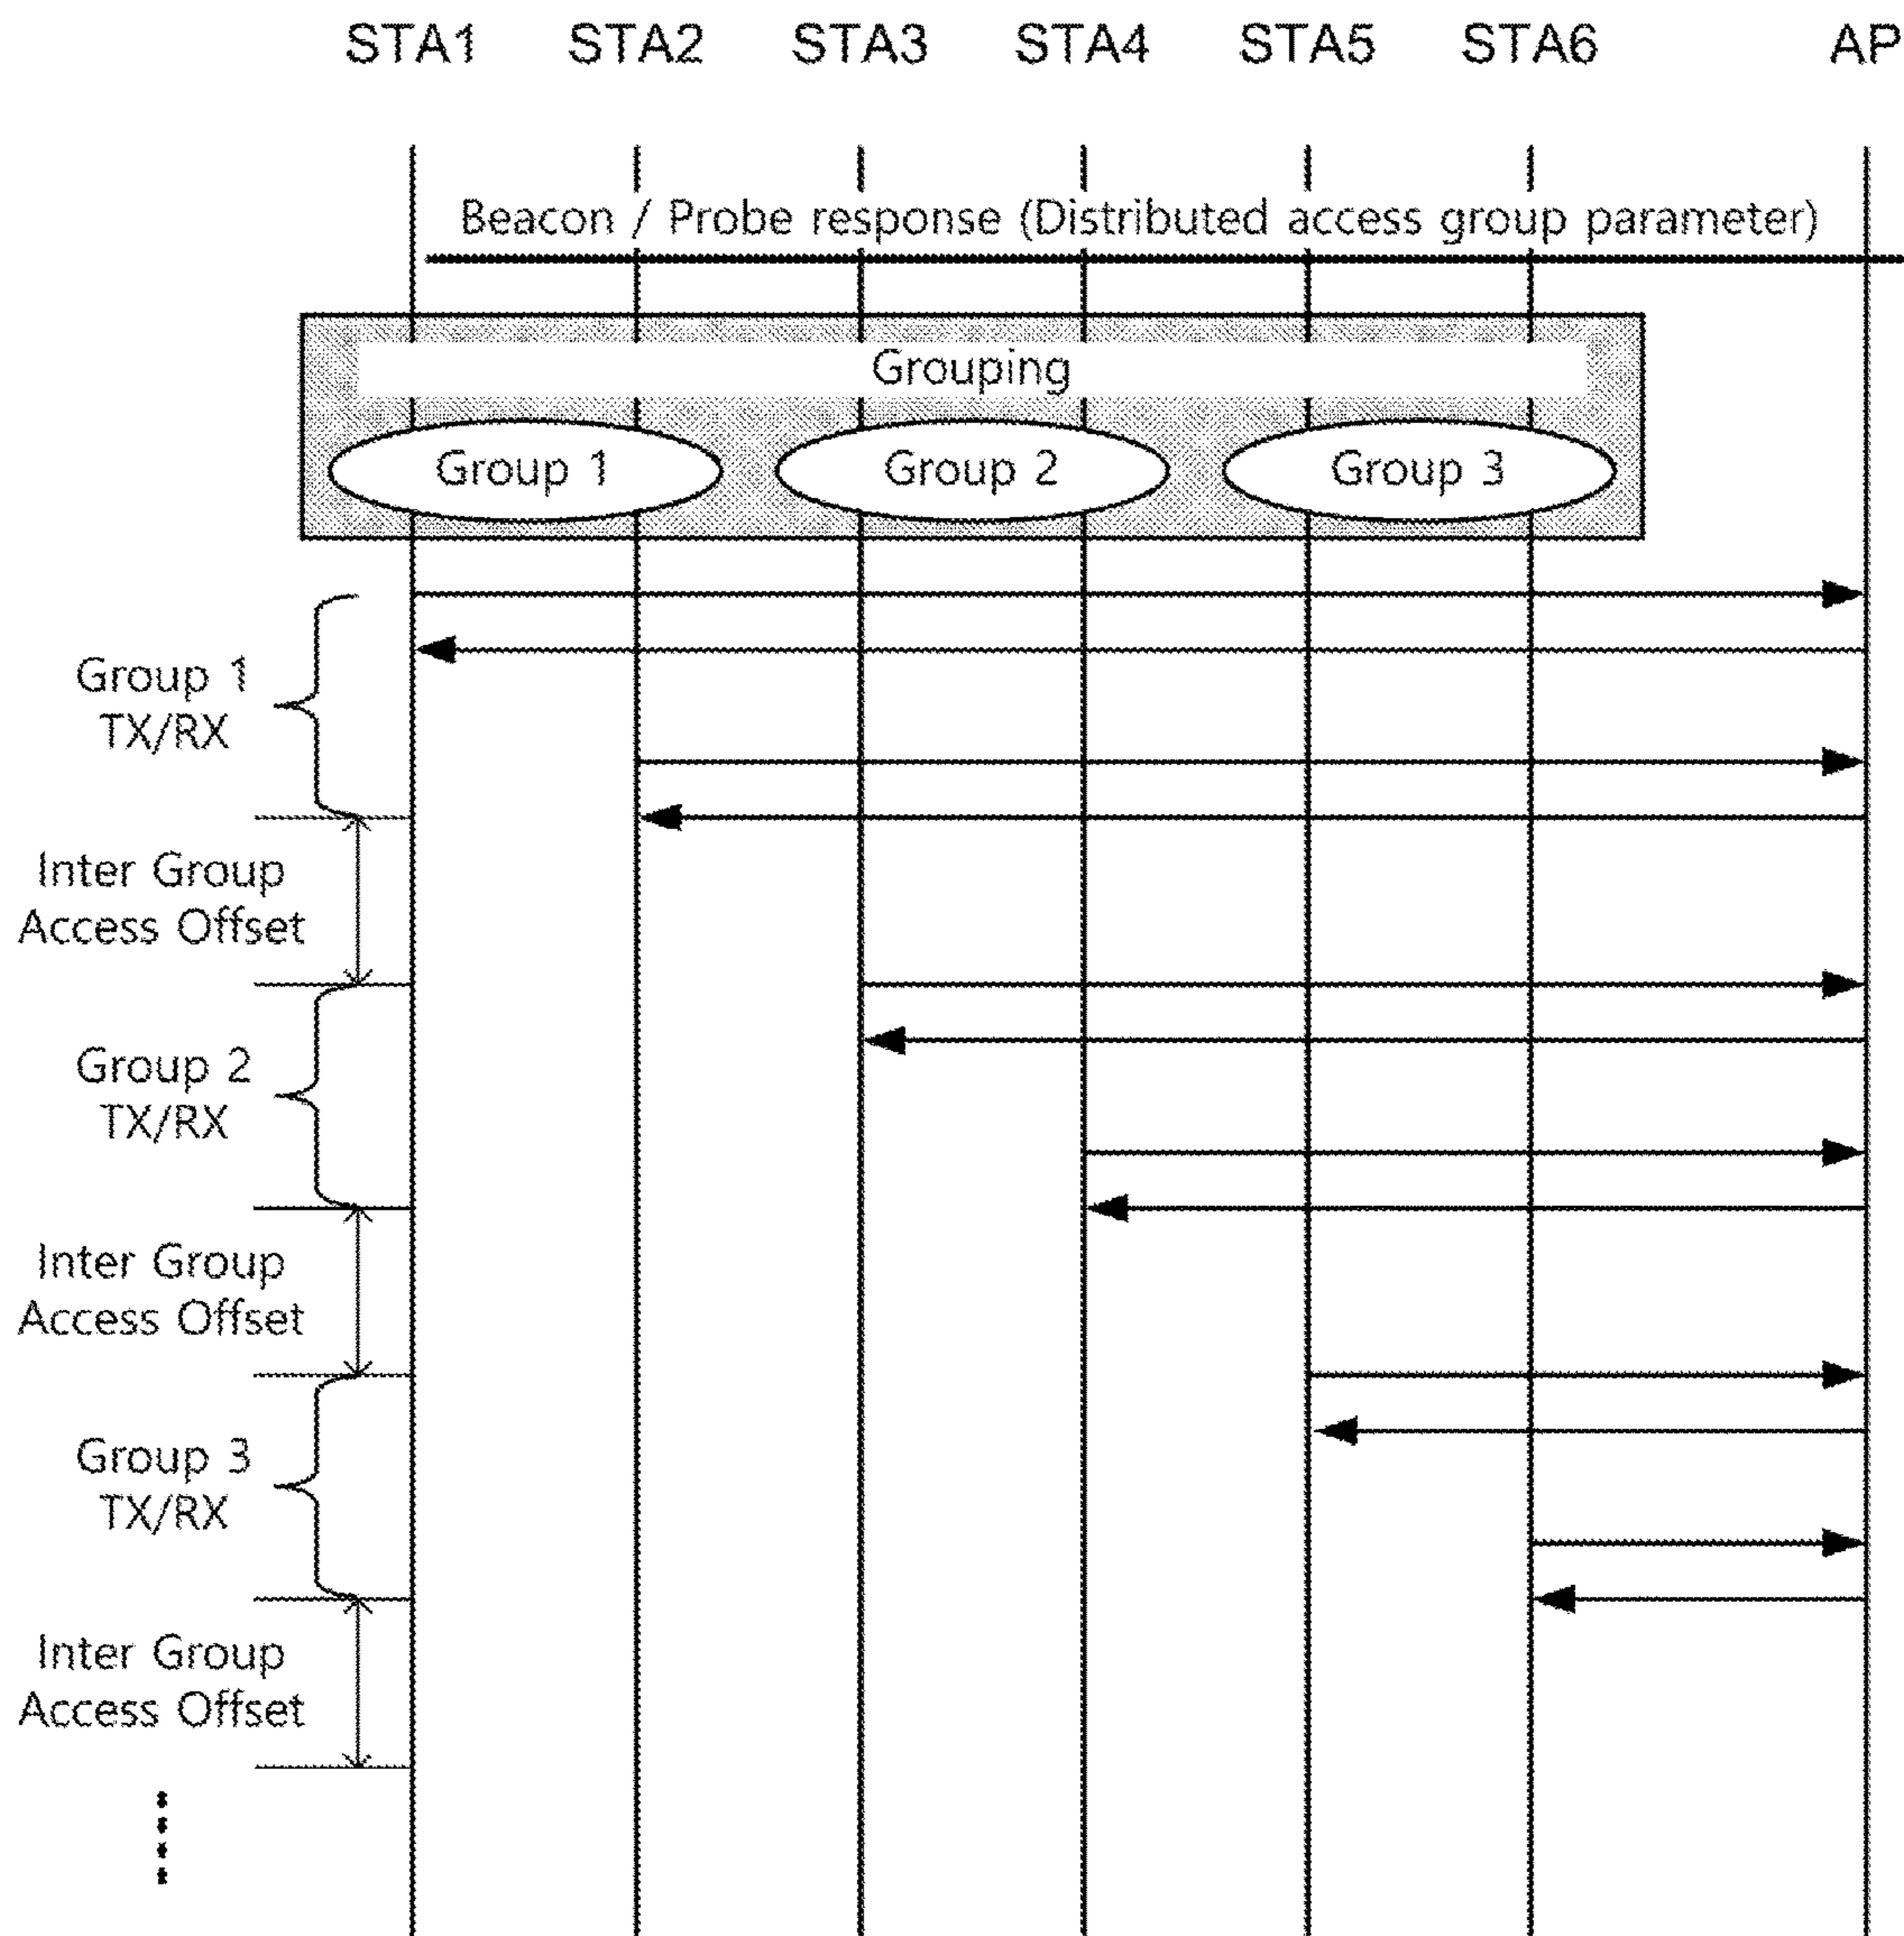 STA1 STA2 STA3 STA4 STA5 STA6 AP
Beacon / Probe response (Distributed access group parameter)
Grouping
Group 1 Group 2 Group 3
Group 1
TX/RX
Inter Group
Access Offset
Group 2
TX/RX
Inter Group
Access Offset
Group 3
TX/RX
Inter Group
Access Offset